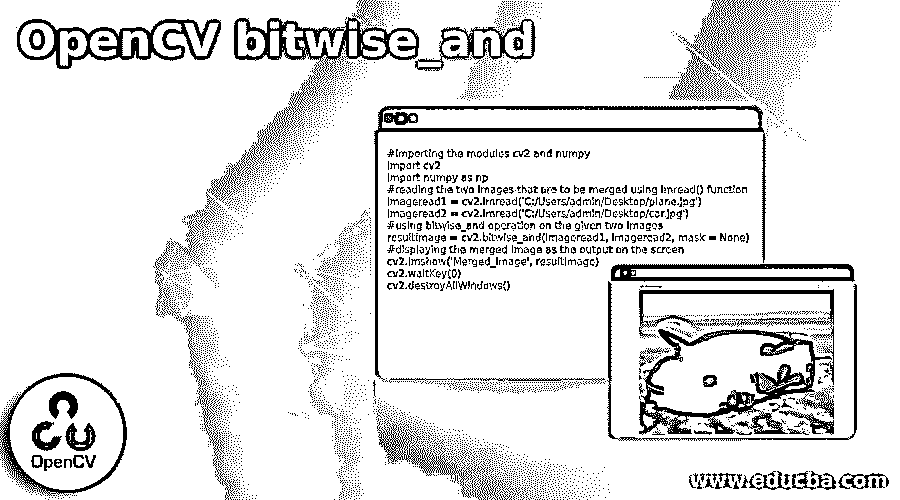 OpenCV bitwise_and
#importing the modules cv2 and numpy
import cv2
import numpy as np
#reading the two images that are to be merged using imread() function
imageread1 = cv2.imread('C:/Users/admin/Desktop/plane.jpg')
imageread2 = cv2.imread('C:/Users/admin/Desktop/car.jpg')
#using bitwise_and operation on the given two images
resultimage = cv2.bitwise_and(imageread1, imageread2, mask = None)
#displaying the merged image as the output on the screen
cv2.imshow('Merged_image', resultimage)
cv2.waitKey(0)
cv2.destroyAllWindows()
OpenCV
www.educba.com